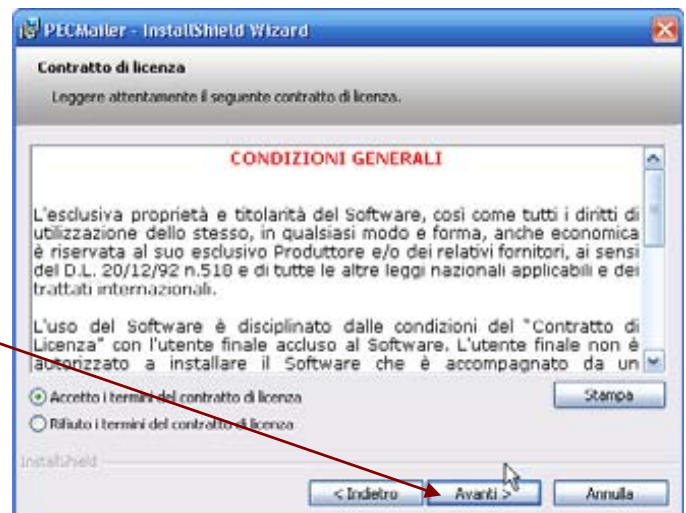 PECMailer - InstallShield Wizard
Contratto di licenza
Leggere attentamente il seguente contratto di licenza.
CONDIZIONI GENERALI
L'esclusiva proprietà e titolarità del Software, così come tutti i diritti di
utilizzazione dello stesso, in qualsiasi modo e forma, anche economica
è riservata al suo esclusivo Produttore e/o dei relativi fornitori, ai sensi
del D.L. 20/12/92 n.518 e di tutte le altre leggi nazionali applicabili e dei
trattati internazionali.
L'uso del Software è disciplinato dalle condizioni del "Contratto di
Licenza" con l'utente finale accluso al Software. L'utente finale non è
autorizzato a installare il Software che è accompagnato da un
Accetto i termini del contratto di licenza
Stampa
Rifiuto i termini del contratto di licenza
InstallShield
< Indietro
Avanti >
Annulla